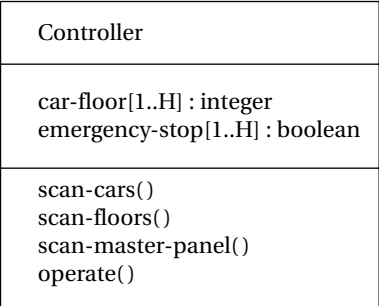 Controller
car-floor[1..H] : integer
emergency-stop[1..H] : boolean
scan-cars()
scan-floors()
scan-master-panel()
operate()